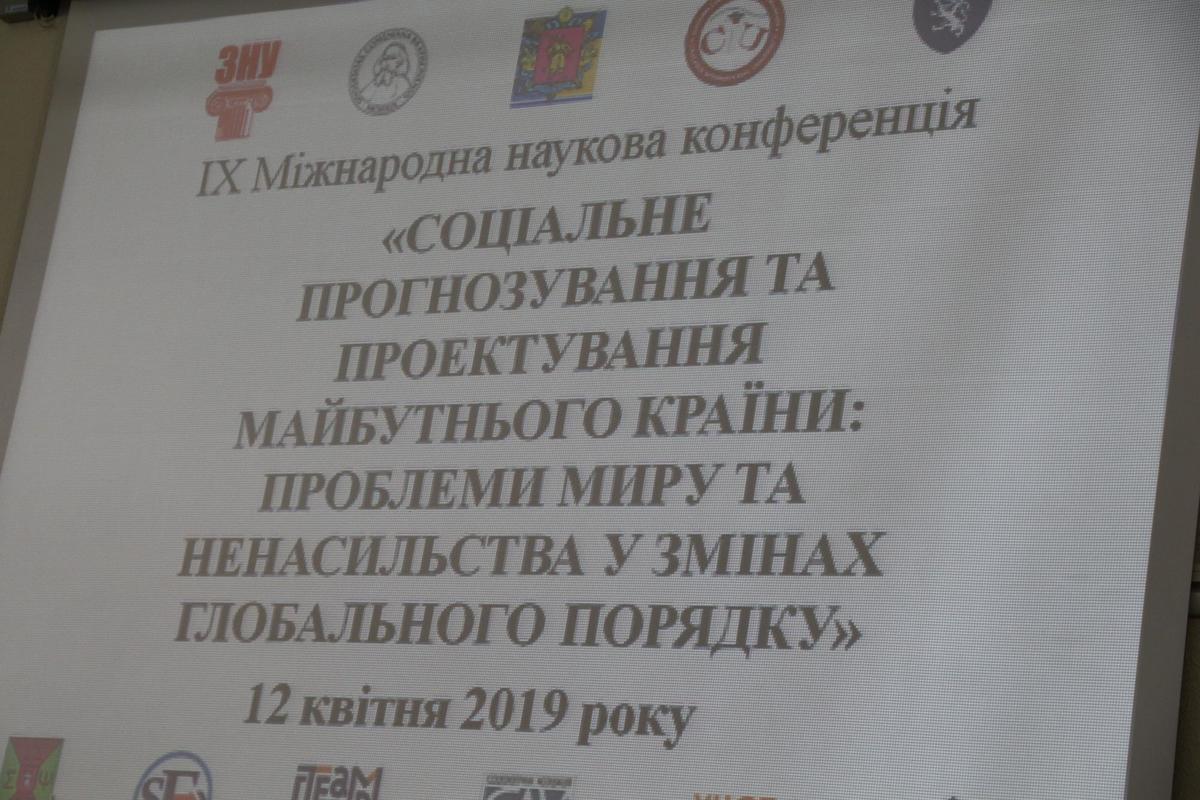 ЗНУ
CIU
IX Міжнародна наукова конференція
«СОЦІАЛЬНЕ
ПРОГНОЗУВАННЯ ТА
ПРОЕКТУВАННЯ
МАЙБУТНЬОГО КРАЇНИ:
ПРОБЛЕМИ МИРУ ТА
НЕНАСИЛЬСТВА У ЗМІНАХ
ГЛОБАЛЬНОГО ПОРЯДКУ»
12 квітня 2019 року
Σ Ψ